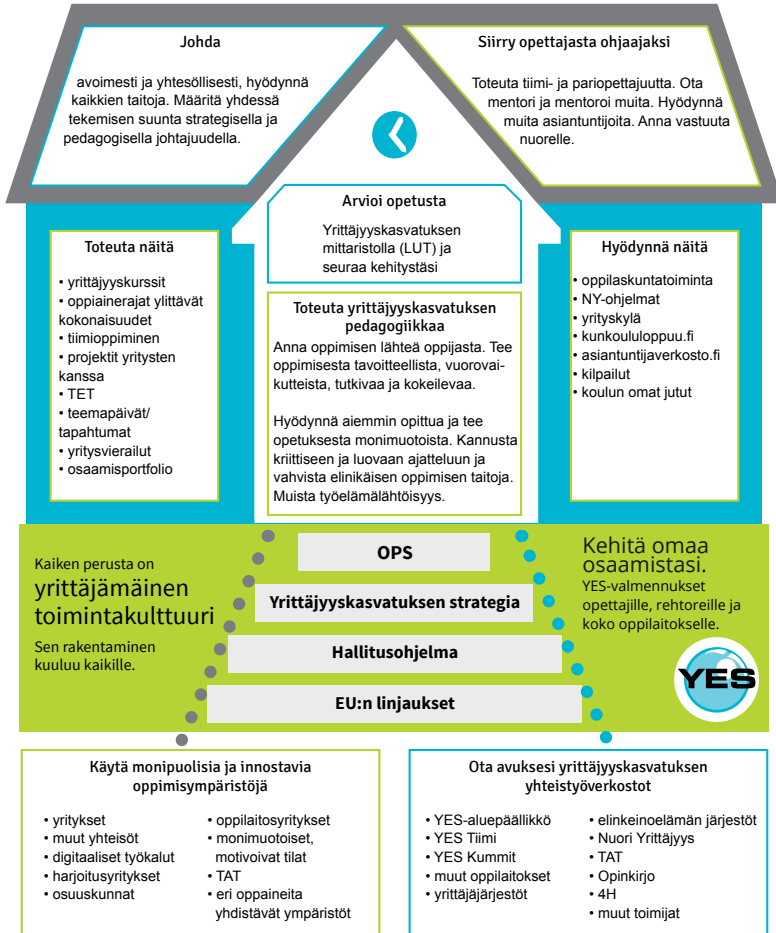 Johda
avoimesti ja yhtesöllisesti, hyödynnä
kaikkien taitoja. Määritä yhdessä
tekemisen suunta strategisella ja
pedagogisella johtajuudella.
Siirry opettajasta ohjaajaksi
Toteuta tiimi- ja pariopettajuutta. Ota
mentori ja mentoroi muita. Hyödynnä
muita asiantuntijoita. Anna vastuuta
nuorelle.
Arvioi opetusta
Yrittäjyyskasvatuksen
mittaristolla (LUT) ja
seuraa kehitystäsi
Toteuta näitä
• yrittäjyyskurssit
• oppiainerajat ylittävät
kokonaisuudet
• tiimioppiminen
• projektit yritysten
kanssa
• TET
• teemapäivät/
tapahtumat
• yritysvierailut
• osaamisportfolio
Toteuta yrittäjyyskasvatuksen
pedagogiikkaa
Anna oppimisen lähteä oppijasta. Tee
oppimisesta tavoitteellista, vuorovai-
kutteista, tutkivaa ja kokeilevaa.
Hyödynnä aiemmin opittua ja tee
opetuksesta monimuotoista. Kannusta
kriittiseen ja luovaan ajatteluun ja
vahvista elinikäisen oppimisen taitoja.
Muista työelämälähtöisyys.
Hyödynnä näitä
• oppilaskuntatoiminta
• NY-ohjelmat
• yrityskylä
• kunkoululoppuu.fi
• asiantuntijaverkosto.fi
• kilpailut
• koulun omat jutut
Kaiken perusta on
yrittäjämäinen
toimintakulttuuri
Sen rakentaminen
kuuluu kaikille.
OPS
Yrittäjyyskasvatuksen strategia
Hallitusohjelma
EU:n linjaukset
Kehitä omaa
osaamistasi.
YES-valmennukset
opettajille, rehtoreille ja
koko oppilaitokselle.
YES
Käytä monipuolisia ja innostavia
oppimisympäristöjä
• yritykset
• muut yhteisöt
• digitaaliset työkalut
• harjoitusyritykset
• osuuskunnat
• oppilaitosyritykset
• monimuotoiset,
motivoivat tilat
• TAT
• eri oppaineita
yhdistävät ympäristöt
Ota avuksesi yrittäjyyskasvatuksen
yhteistyöverkostot
• YES-aluepäällikkö
• YES Tiimi
• YES Kummit
• muut oppilaitokset
• yrittäjäjärjestöt
• elinkeinoelämän järjestöt
• Nuori Yrittäjyys
• TAT
• Opinkirjo
• 4H
• muut toimijat